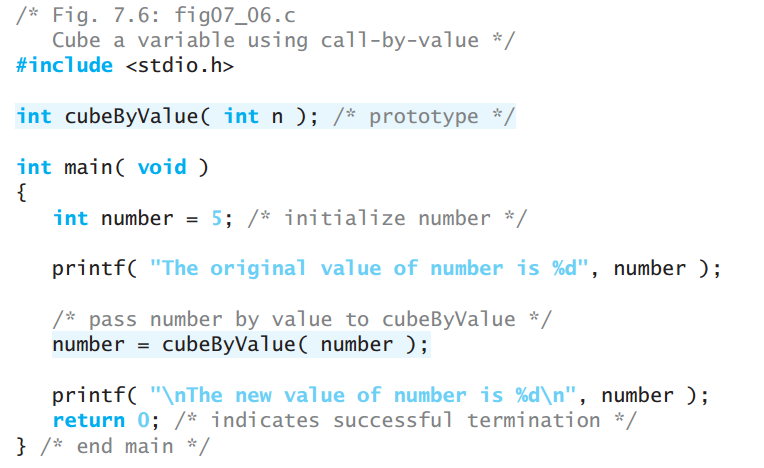 /* Fig. 7.6: fig07_06.c
   Cube a variable using call-by-value */
#include <stdio.h>

int cubeByValue( int n ); /* prototype */

int main( void )
{
   int number = 5; /* initialize number */

   printf( "The original value of number is %d", number );

   /* pass number by value to cubeByValue */
   number = cubeByValue( number );

   printf( "\nThe new value of number is %d\n", number );
   return 0; /* indicates successful termination */
} /* end main */